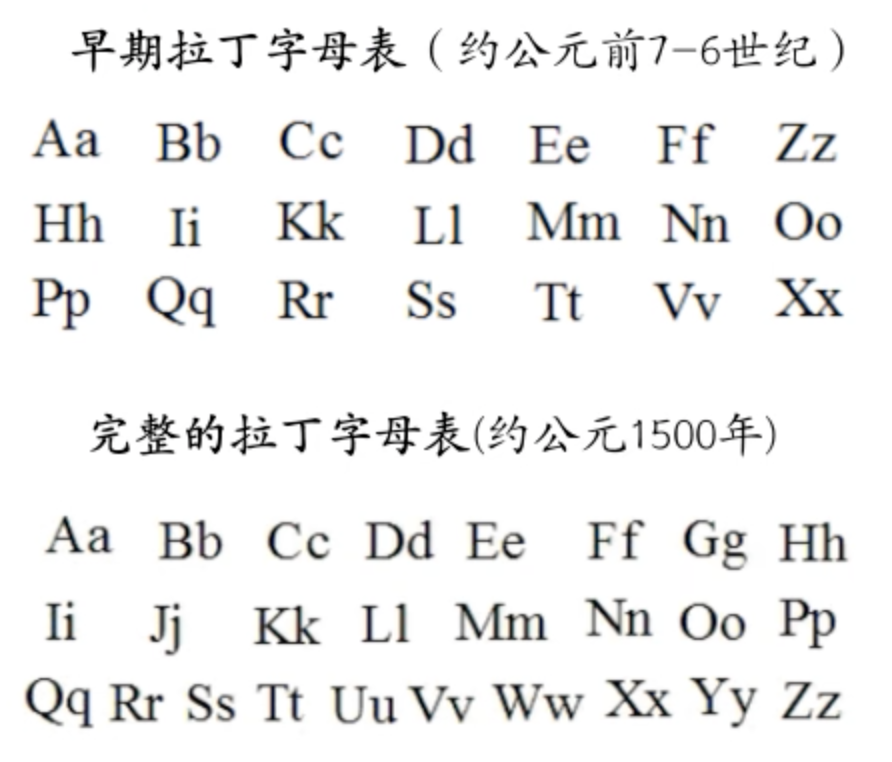 早期拉丁字母表（约公元前7-6世纪）
Aa Bb Cc Dd Ee Ff Zz
Hh Ii Kk Ll Mm Nn Oo
Pp Qq Rr Ss Tt Vv Xx
完整的拉丁字母表(约公元1500年)
Aa Bb Cc Dd Ee Ff Gg Hh
Ii Jj Kk Ll Mm Nn Oo Pp
Qq Rr Ss Tt Uu Vv Ww Xx Yy Zz